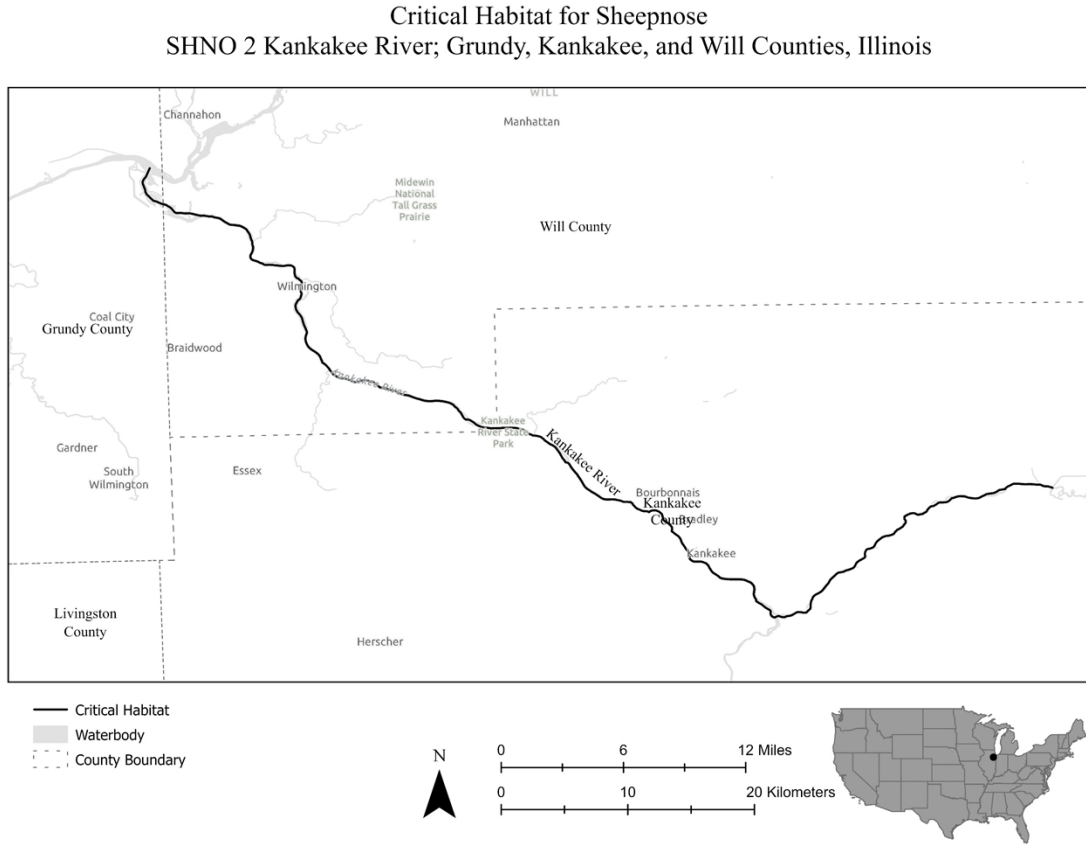 Critical Habitat for Sheepnose
SHNO 2 Kankakee River; Grundy, Kankakee, and Will Counties, Illinois
WILL
Channahon
Manhattan
Midewin
National
Tall Grass
Prairie
Will County
Wilmington
Coal City
Grundy County
Braidwood
Kankakee River
Kankakee
River State
Park
Gardner
South
Wilmington
Essex
Kankakee River
Bourbonnais
Kankakee
County
Bradley
Kankakee
Livingston
County
Herscher
Critical Habitat
Waterbody
County Boundary
N
0 6 12 Miles
0 10 20 Kilometers